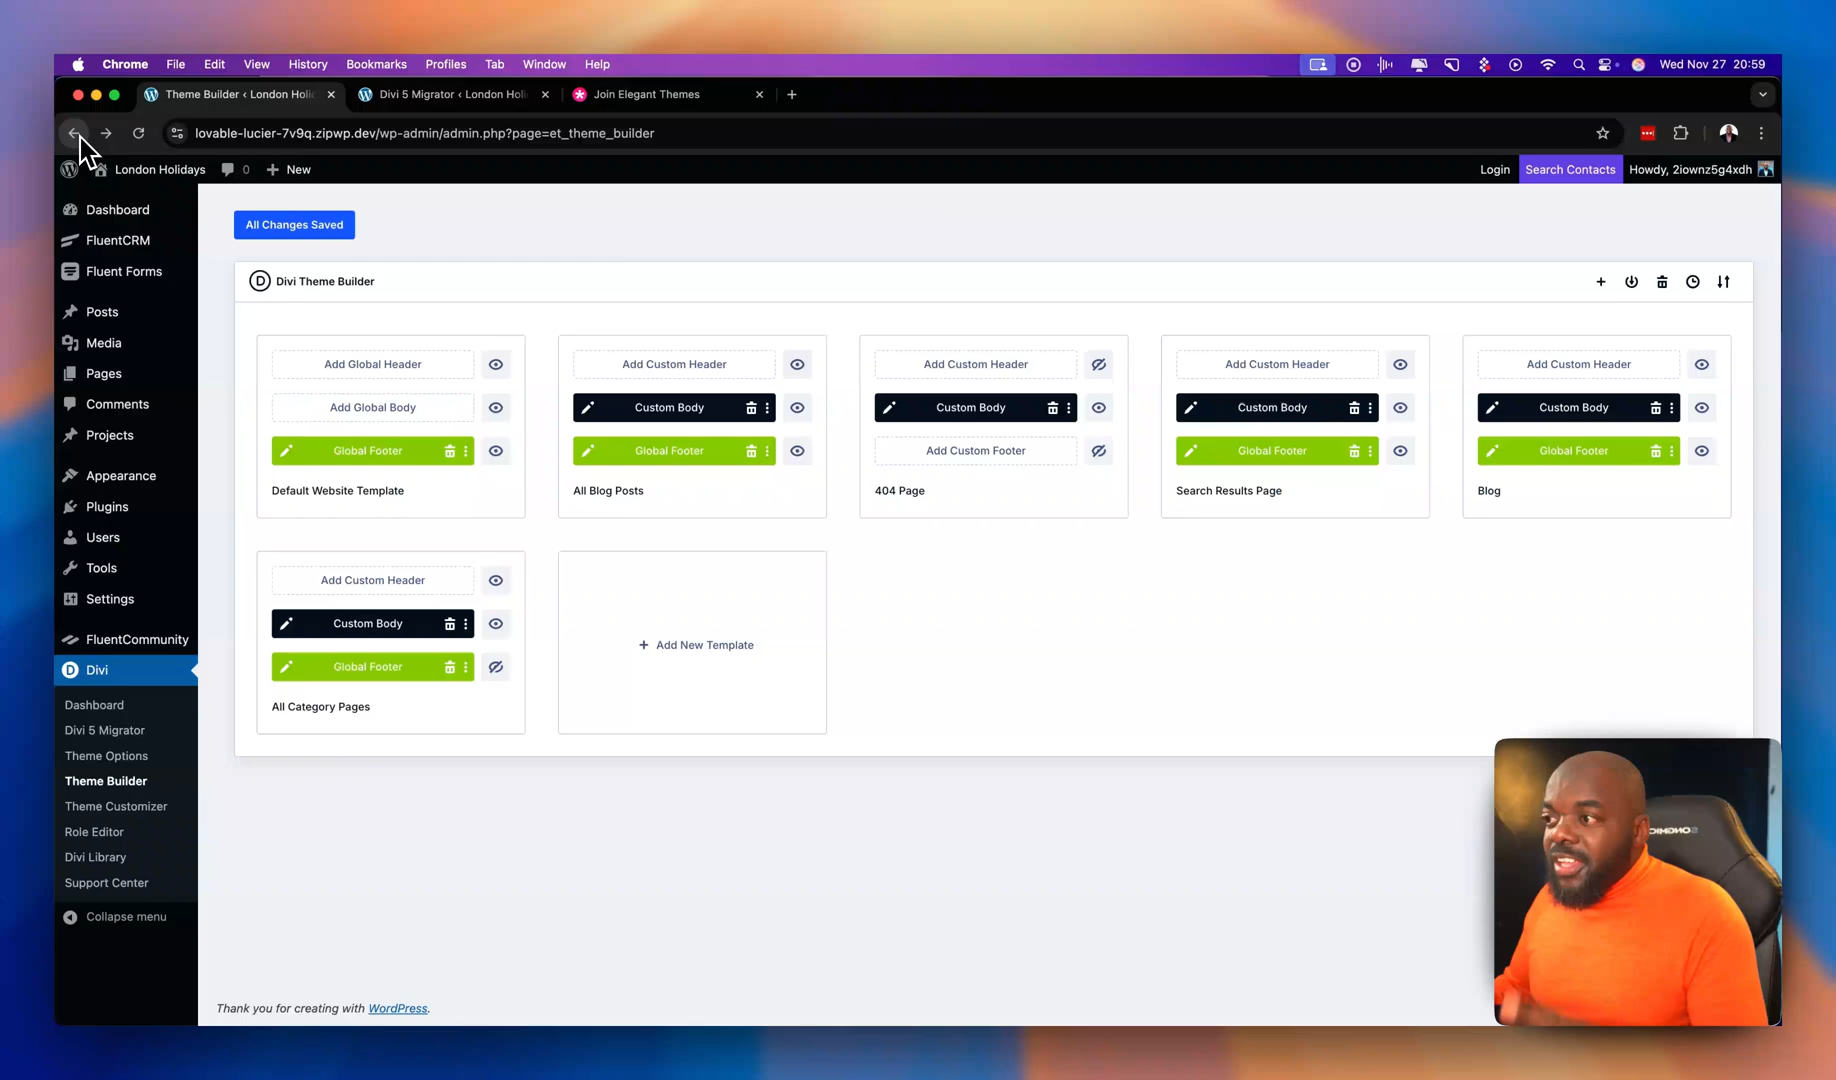 Chrome File Edit View History Bookmarks Profiles Tab Window Help Wed Nov 27 20:59
Theme Builder ‹ London Holi Divi 5 Migrator ‹ London Holi Join Elegant Themes
lovable-lucier-7v9q.zipwp.dev/wp-admin/admin.php?page=et_theme_builder
London Holidays 0 + New Login Search Contacts Howdy, 2iownz5g4xdh
Dashboard
FluentCRM
Fluent Forms
Posts
Media
Pages
Comments
Projects
Appearance
Plugins
Users
Tools
Settings
FluentCommunity
Divi
Dashboard
Divi 5 Migrator
Theme Options
Theme Builder
Theme Customizer
Role Editor
Divi Library
Support Center
Collapse menu
All Changes Saved
D Divi Theme Builder
Add Global Header
Add Global Body
Global Footer
Default Website Template
Add Custom Header
Custom Body
Global Footer
All Blog Posts
Add Custom Header
Custom Body
Add Custom Footer
404 Page
Add Custom Header
Custom Body
Global Footer
Search Results Page
Add Custom Header
Custom Body
Global Footer
Blog
Add Custom Header
Custom Body
Global Footer
All Category Pages
+ Add New Template
Thank you for creating with WordPress.